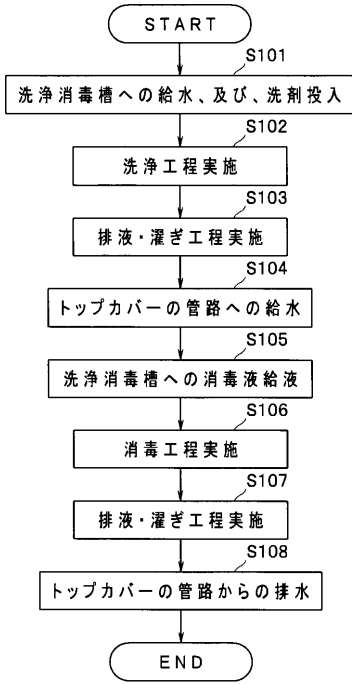 START
S101
洗浄消毒槽への給水、及び、洗剤投入
S102
洗浄工程実施
S103
排液・濯ぎ工程実施
S104
トップカバーの管路への給水
S105
洗浄消毒槽への消毒液給液
S106
消毒工程実施
S107
排液・濯ぎ工程実施
S108
トップカバーの管路からの排水
END